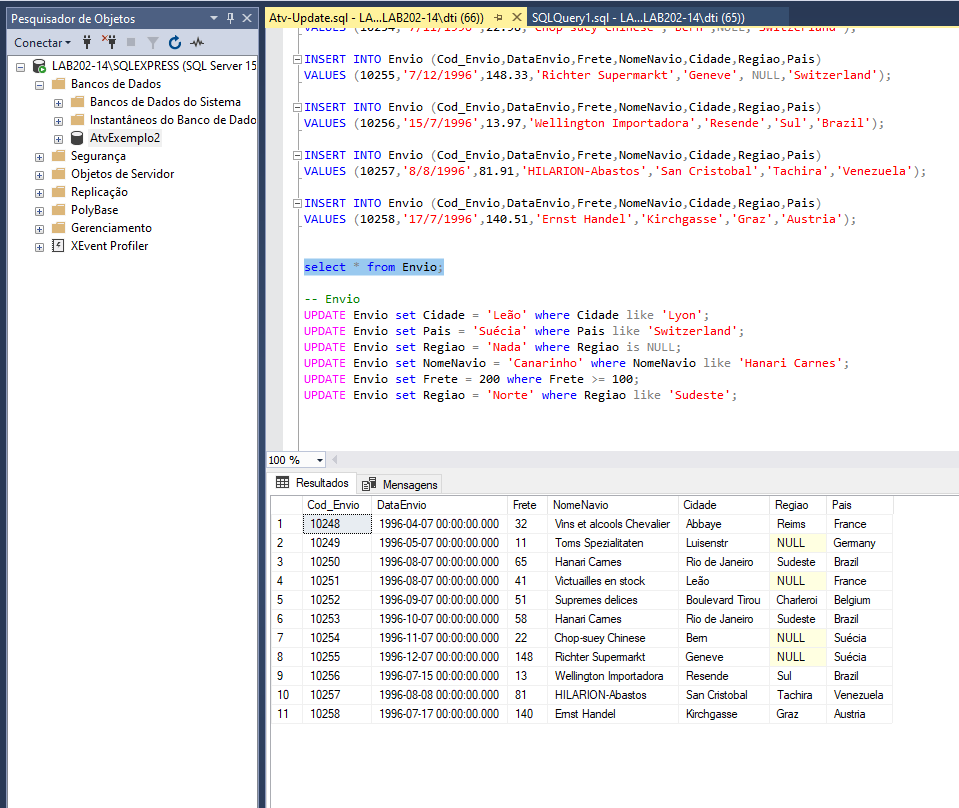 Pesquisador de Objetos
Conectar
LAB202-14\SQLEXPRESS (SQL Server 15
Bancos de Dados
Bancos de Dados do Sistema
Instantâneos do Banco de Dado
AtvExemplo2
Segurança
Objetos de Servidor
Replicação
PolyBase
Gerenciamento
XEvent Profiler
Atv-Update.sql - LA...LAB202-14\dti (66))
SQLQuery1.sql - LA...LAB202-14\dti (65))
VALUES (10254,'7/11/1996',22.98,'Chop-suey Chinese','Bern',NULL,'Switzerland');
INSERT INTO Envio (Cod_Envio,DataEnvio,Frete,NomeNavio,Cidade,Regiao,Pais)
VALUES (10255,'7/12/1996',148.33,'Richter Supermarkt','Geneve', NULL,'Switzerland');
INSERT INTO Envio (Cod_Envio,DataEnvio,Frete,NomeNavio,Cidade,Regiao,Pais)
VALUES (10256,'15/7/1996',13.97,'Wellington Importadora','Resende','Sul','Brazil');
INSERT INTO Envio (Cod_Envio,DataEnvio,Frete,NomeNavio,Cidade,Regiao,Pais)
VALUES (10257,'8/8/1996',81.91,'HILARION-Abastos','San Cristobal','Tachira','Venezuela');
INSERT INTO Envio (Cod_Envio,DataEnvio,Frete,NomeNavio,Cidade,Regiao,Pais)
VALUES (10258,'17/7/1996',140.51,'Ernst Handel','Kirchgasse','Graz','Austria');
select * from Envio;
-- Envio
UPDATE Envio set Cidade = 'Leão' where Cidade like 'Lyon';
UPDATE Envio set Pais = 'Suécia' where Pais like 'Switzerland';
UPDATE Envio set Regiao = 'Nada' where Regiao is NULL;
UPDATE Envio set NomeNavio = 'Canarinho' where NomeNavio like 'Hanari Carnes';
UPDATE Envio set Frete = 200 where Frete >= 100;
UPDATE Envio set Regiao = 'Norte' where Regiao like 'Sudeste';
100 %
Resultados Mensagens
Cod_Envio DataEnvio Frete NomeNavio Cidade Regiao Pais
1 10248 1996-04-07 00:00:00.000 32 Vins et alcools Chevalier Abbaye Reims France
2 10249 1996-05-07 00:00:00.000 11 Toms Spezialitaten Luisenstr NULL Germany
3 10250 1996-08-07 00:00:00.000 65 Hanari Carnes Rio de Janeiro Sudeste Brazil
4 10251 1996-08-07 00:00:00.000 41 Victuailles en stock Leão NULL France
5 10252 1996-09-07 00:00:00.000 51 Supremes delices Boulevard Tirou Charleroi Belgium
6 10253 1996-10-07 00:00:00.000 58 Hanari Carnes Rio de Janeiro Sudeste Brazil
7 10254 1996-11-07 00:00:00.000 22 Chop-suey Chinese Bern NULL Suécia
8 10255 1996-12-07 00:00:00.000 148 Richter Supermarkt Geneve NULL Suécia
9 10256 1996-07-15 00:00:00.000 13 Wellington Importadora Resende Sul Brazil
10 10257 1996-08-08 00:00:00.000 81 HILARION-Abastos San Cristobal Tachira Venezuela
11 10258 1996-07-17 00:00:00.000 140 Ernst Handel Kirchgasse Graz Austria